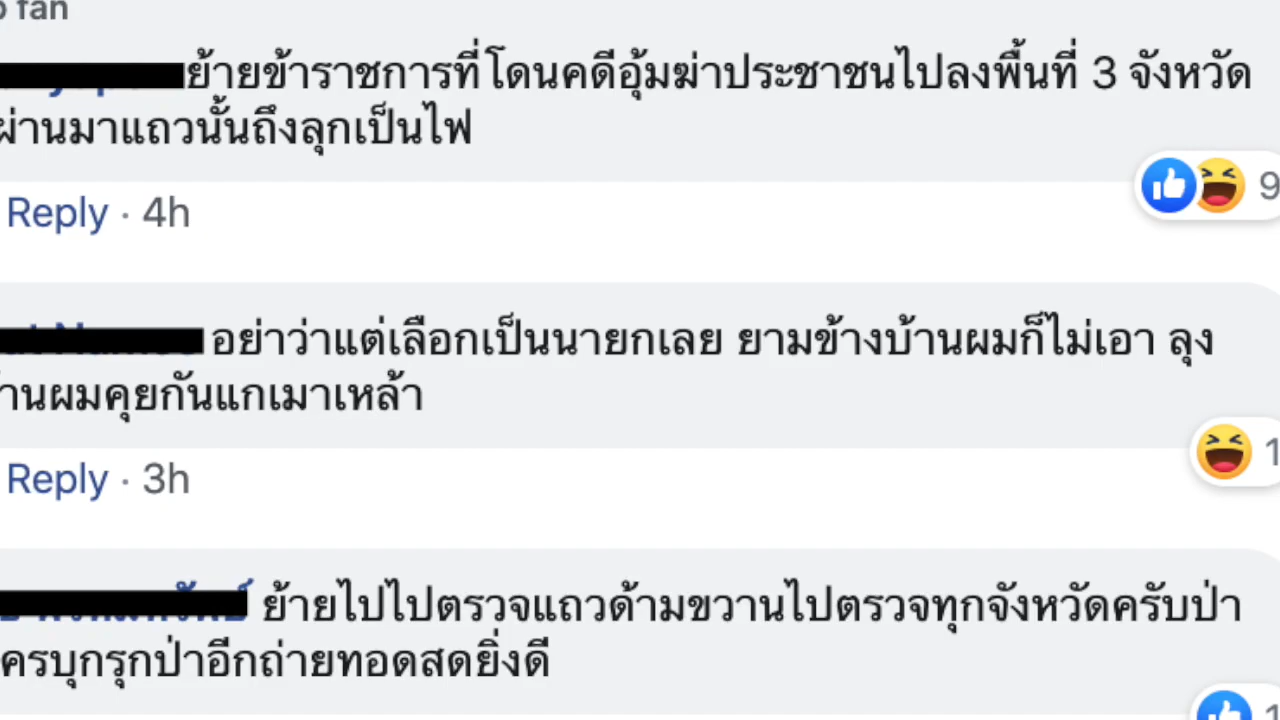 fan
ย้ายข้าราชการที่โดนคดีอุ้มฆ่าประชาชนไปลงพื้นที่ 3 จังหวัด
ผ่านมาแถวนั้นถึงลุกเป็นไฟ
9
Reply · 4h
อย่าว่าแต่เลือกเป็นนายกเลย ยามข้างบ้านผมก็ไม่เอา ลุง
านผมคุยกันแกเมาเหล้า
1
Reply · 3h
ย้ายไปไปตรวจแถวด้ามขวานไปตรวจทุกจังหวัดครับป่า
ครบุกรุกป่าอีกถ่ายทอดสดยิ่งดี
1